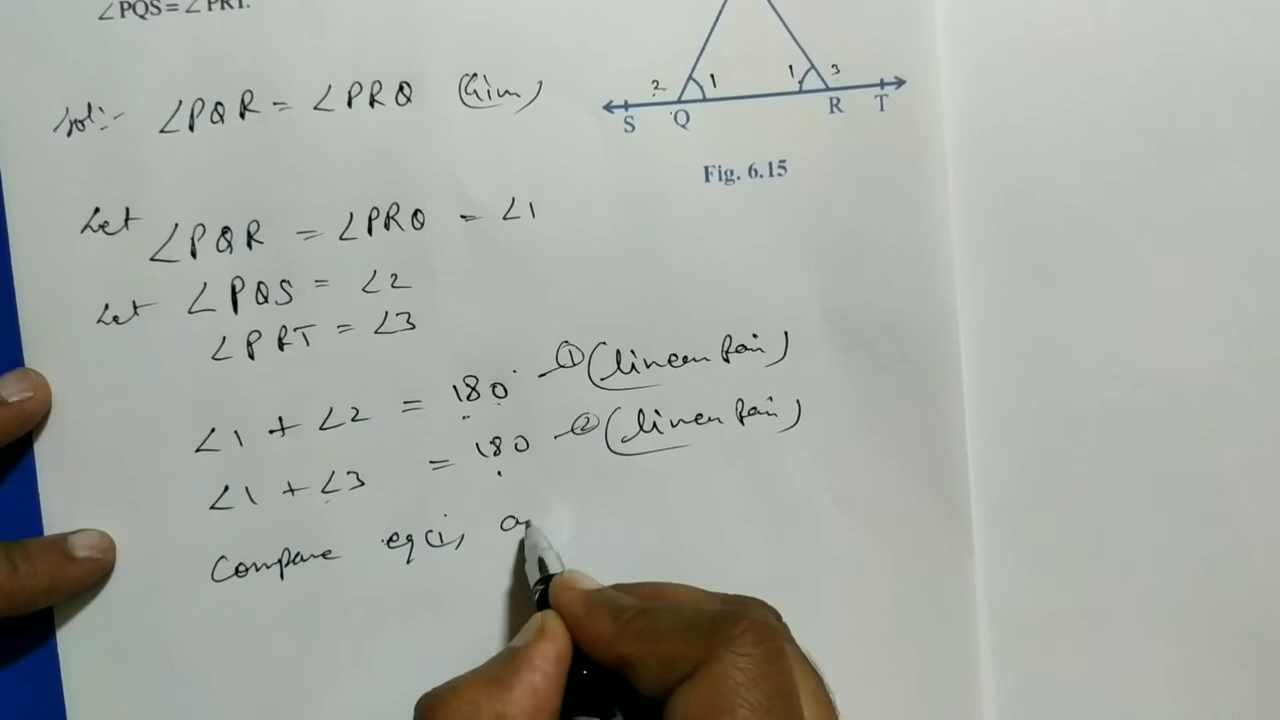 ∠PQS = ∠PRT.
Sol:- ∠PQR = ∠PRQ (Given)
2 1 1 3
S Q R T
Fig. 6.15
Let ∠PQR = ∠PRQ = ∠1
Let ∠PQS = ∠2
∠PRT = ∠3
∠1 + ∠2 = 180° -① (linear pair)
∠1 + ∠3 = 180 -② (linear pair)
Compare eq (1)